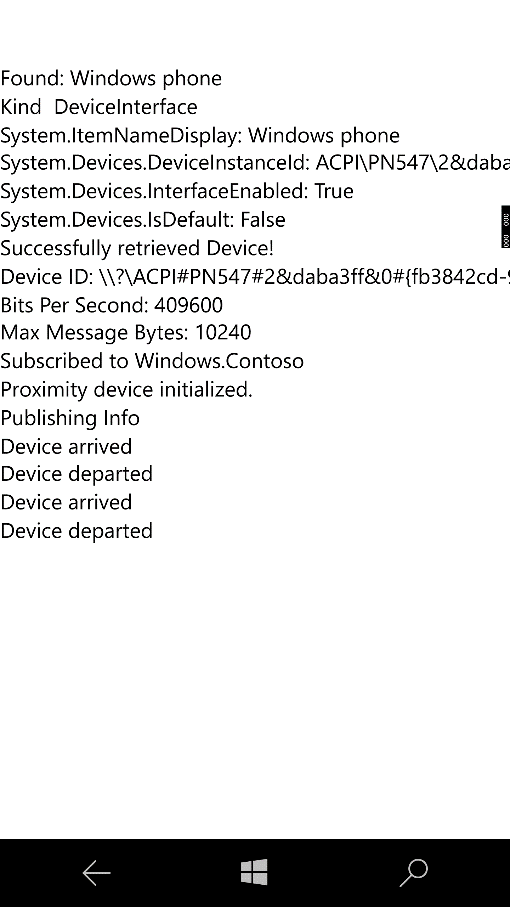 Found: Windows phone
Kind  DeviceInterface
System.ItemNameDisplay: Windows phone
System.Devices.DeviceInstanceId: ACPI\PN547\2&daba
System.Devices.InterfaceEnabled: True
System.Devices.IsDefault: False
Successfully retrieved Device!
Device ID: \\?\ACPI#PN547#2&daba3ff&0#{fb3842cd-9
Bits Per Second: 409600
Max Message Bytes: 10240
Subscribed to Windows.Contoso
Proximity device initialized.
Publishing Info
Device arrived
Device departed
Device arrived
Device departed